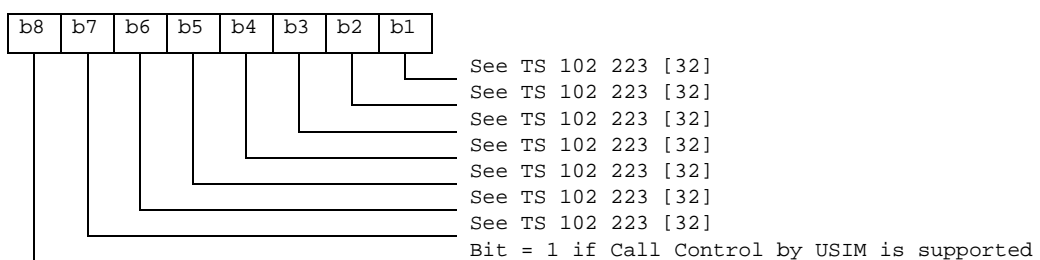 b8 b7 b6 b5 b4 b3 b2 b1
See TS 102 223 [32]
See TS 102 223 [32]
See TS 102 223 [32]
See TS 102 223 [32]
See TS 102 223 [32]
See TS 102 223 [32]
See TS 102 223 [32]
Bit = 1 if Call Control by USIM is supported